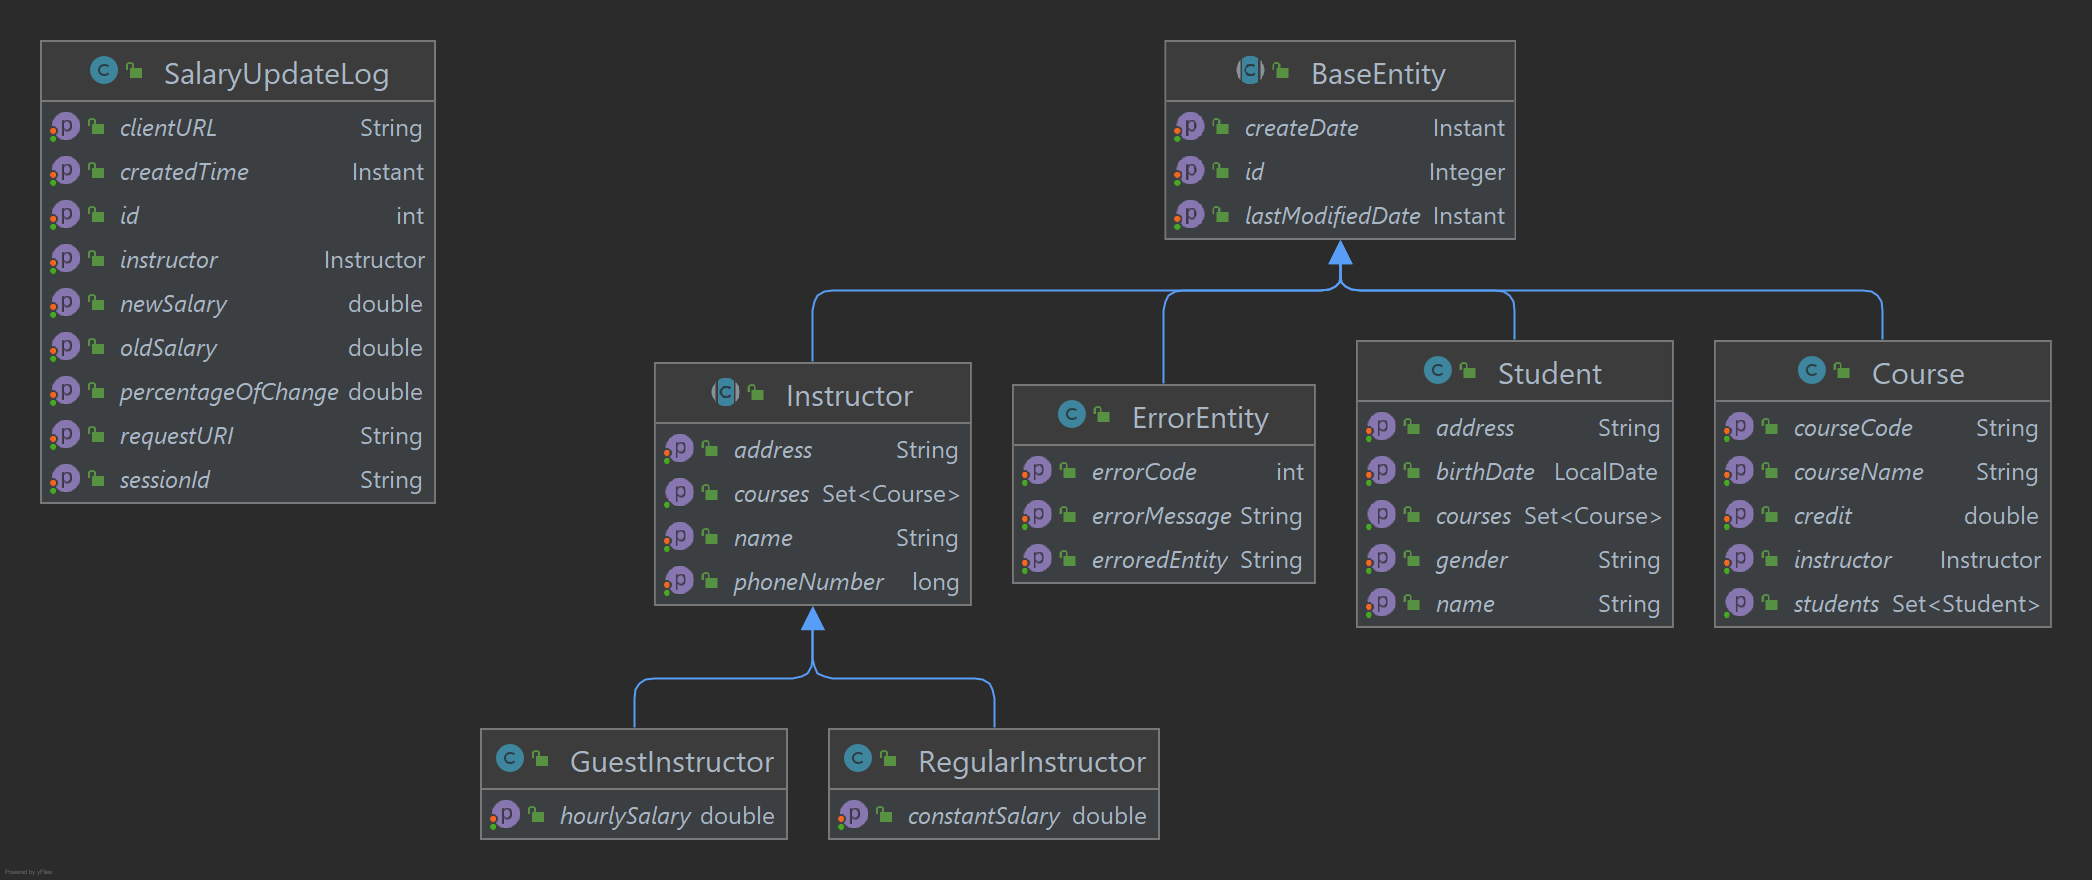 SalaryUpdateLog
clientURL String
createdTime Instant
id int
instructor Instructor
newSalary double
oldSalary double
percentageOfChange double
requestURI String
sessionId String
BaseEntity
createDate Instant
id Integer
lastModifiedDate Instant
Instructor
address String
courses Set<Course>
name String
phoneNumber long
ErrorEntity
errorCode int
errorMessage String
erroredEntity String
Student
address String
birthDate LocalDate
courses Set<Course>
gender String
name String
Course
courseCode String
courseName String
credit double
instructor Instructor
students Set<Student>
GuestInstructor
hourlySalary double
RegularInstructor
constantSalary double
Powered by yFiles